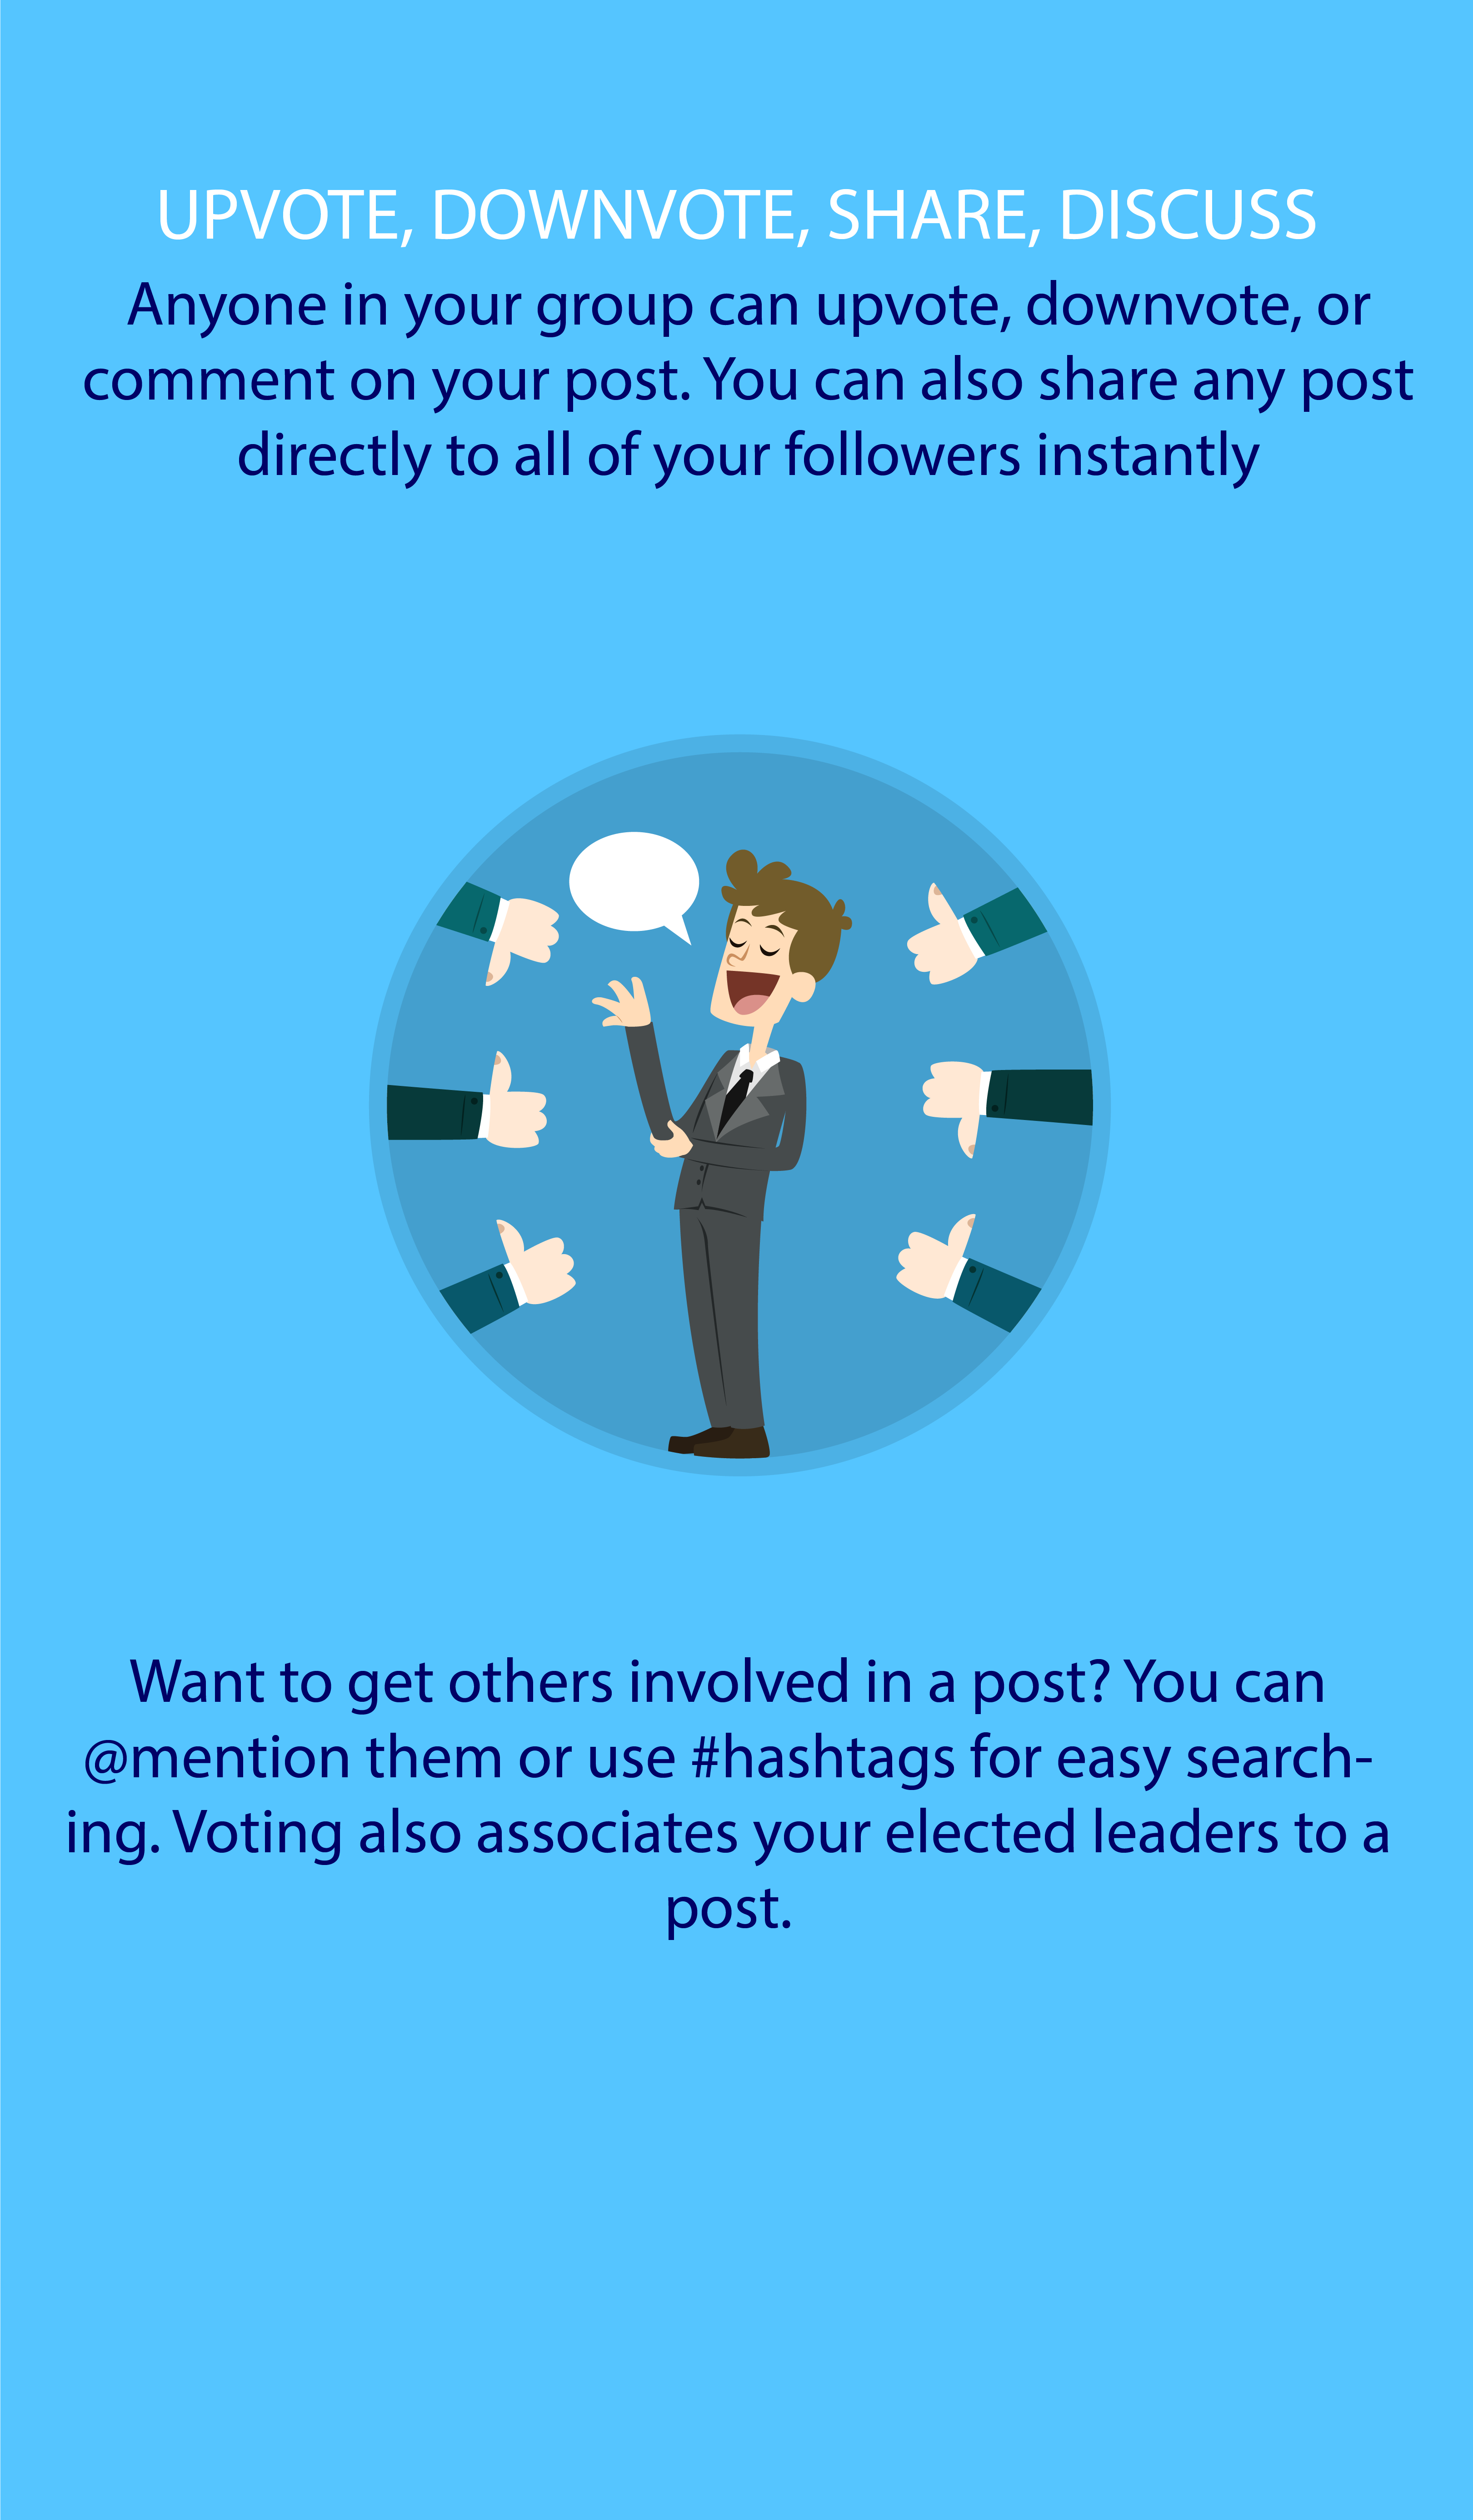 UPVOTE, DOWNVOTE, SHARE, DISCUSS
Anyone in your group can upvote, downvote, or
comment on your post. You can also share any post
directly to all of your followers instantly
Want to get others involved in a post? You can
@mention them or use #hashtags for easy search-
ing. Voting also associates your elected leaders to a
post.